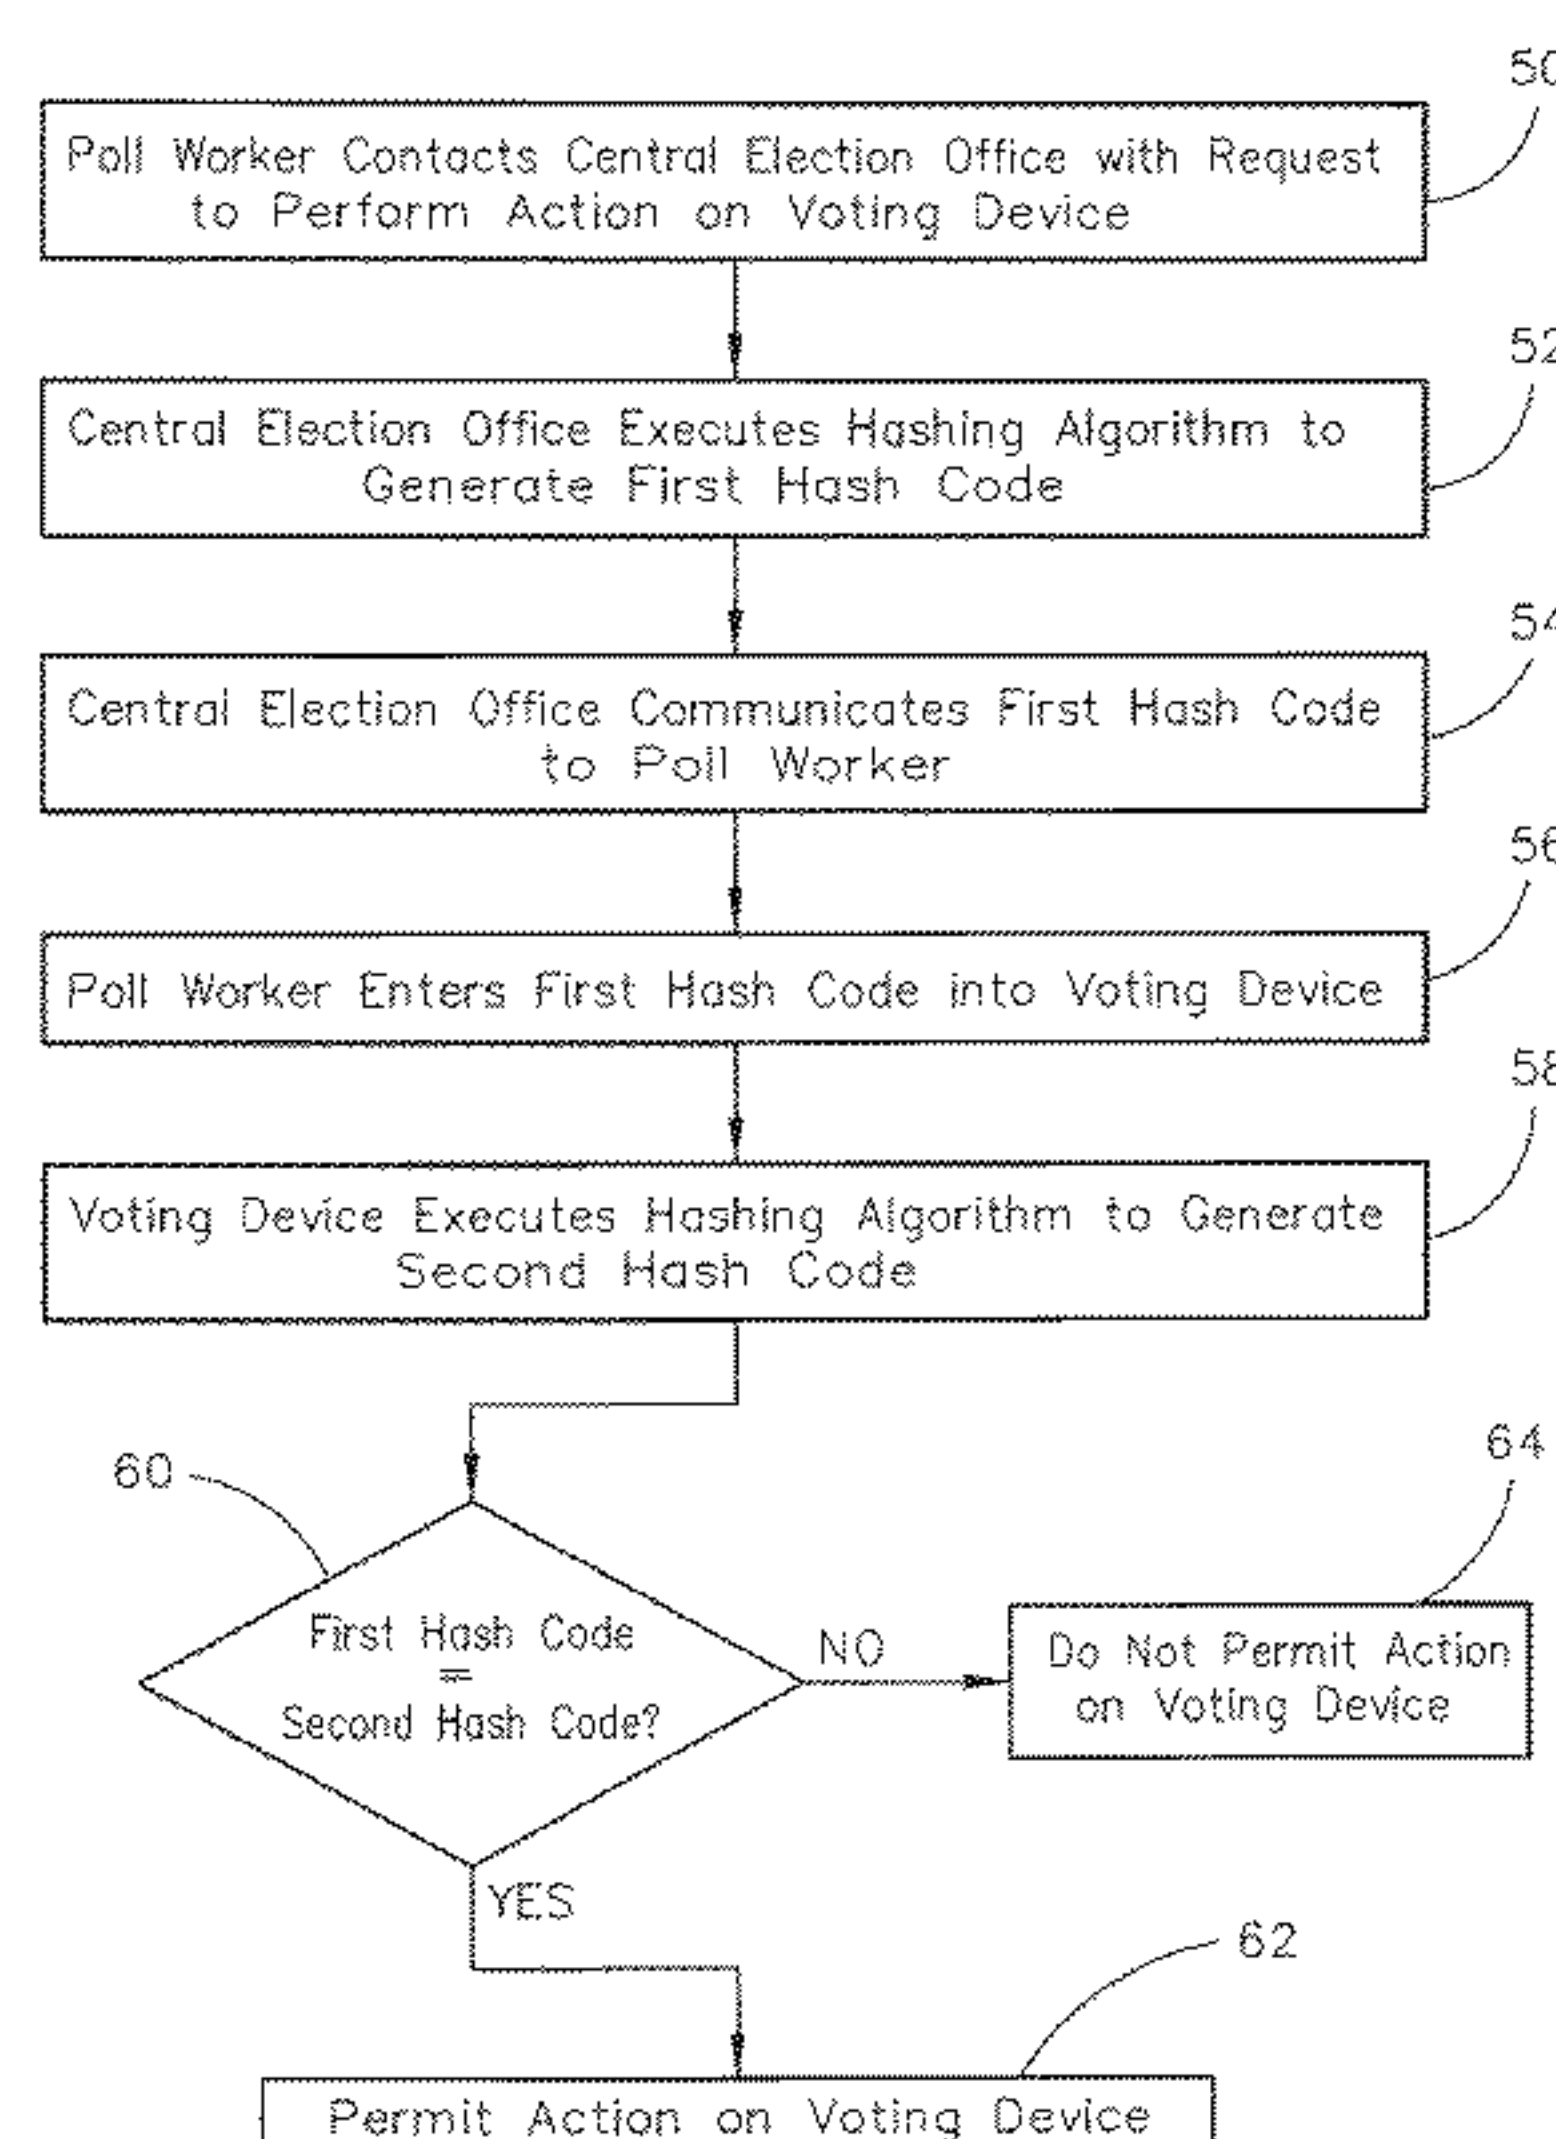 50
Poll Worker Contacts Central Election Office with Request
to Perform Action on Voting Device
52
Central Election Office Executes Hashing Algorithm to
Generate First Hash Code
54
Central Election Office Communicates First Hash Code
to Poll Worker
56
Poll Worker Enters First Hash Code into Voting Device
58
Voting Device Executes Hashing Algorithm to Generate
Second Hash Code
60
64
First Hash Code
=
Second Hash Code?
NO
Do Not Permit Action
on Voting Device
YES
62
Permit Action on Voting Device